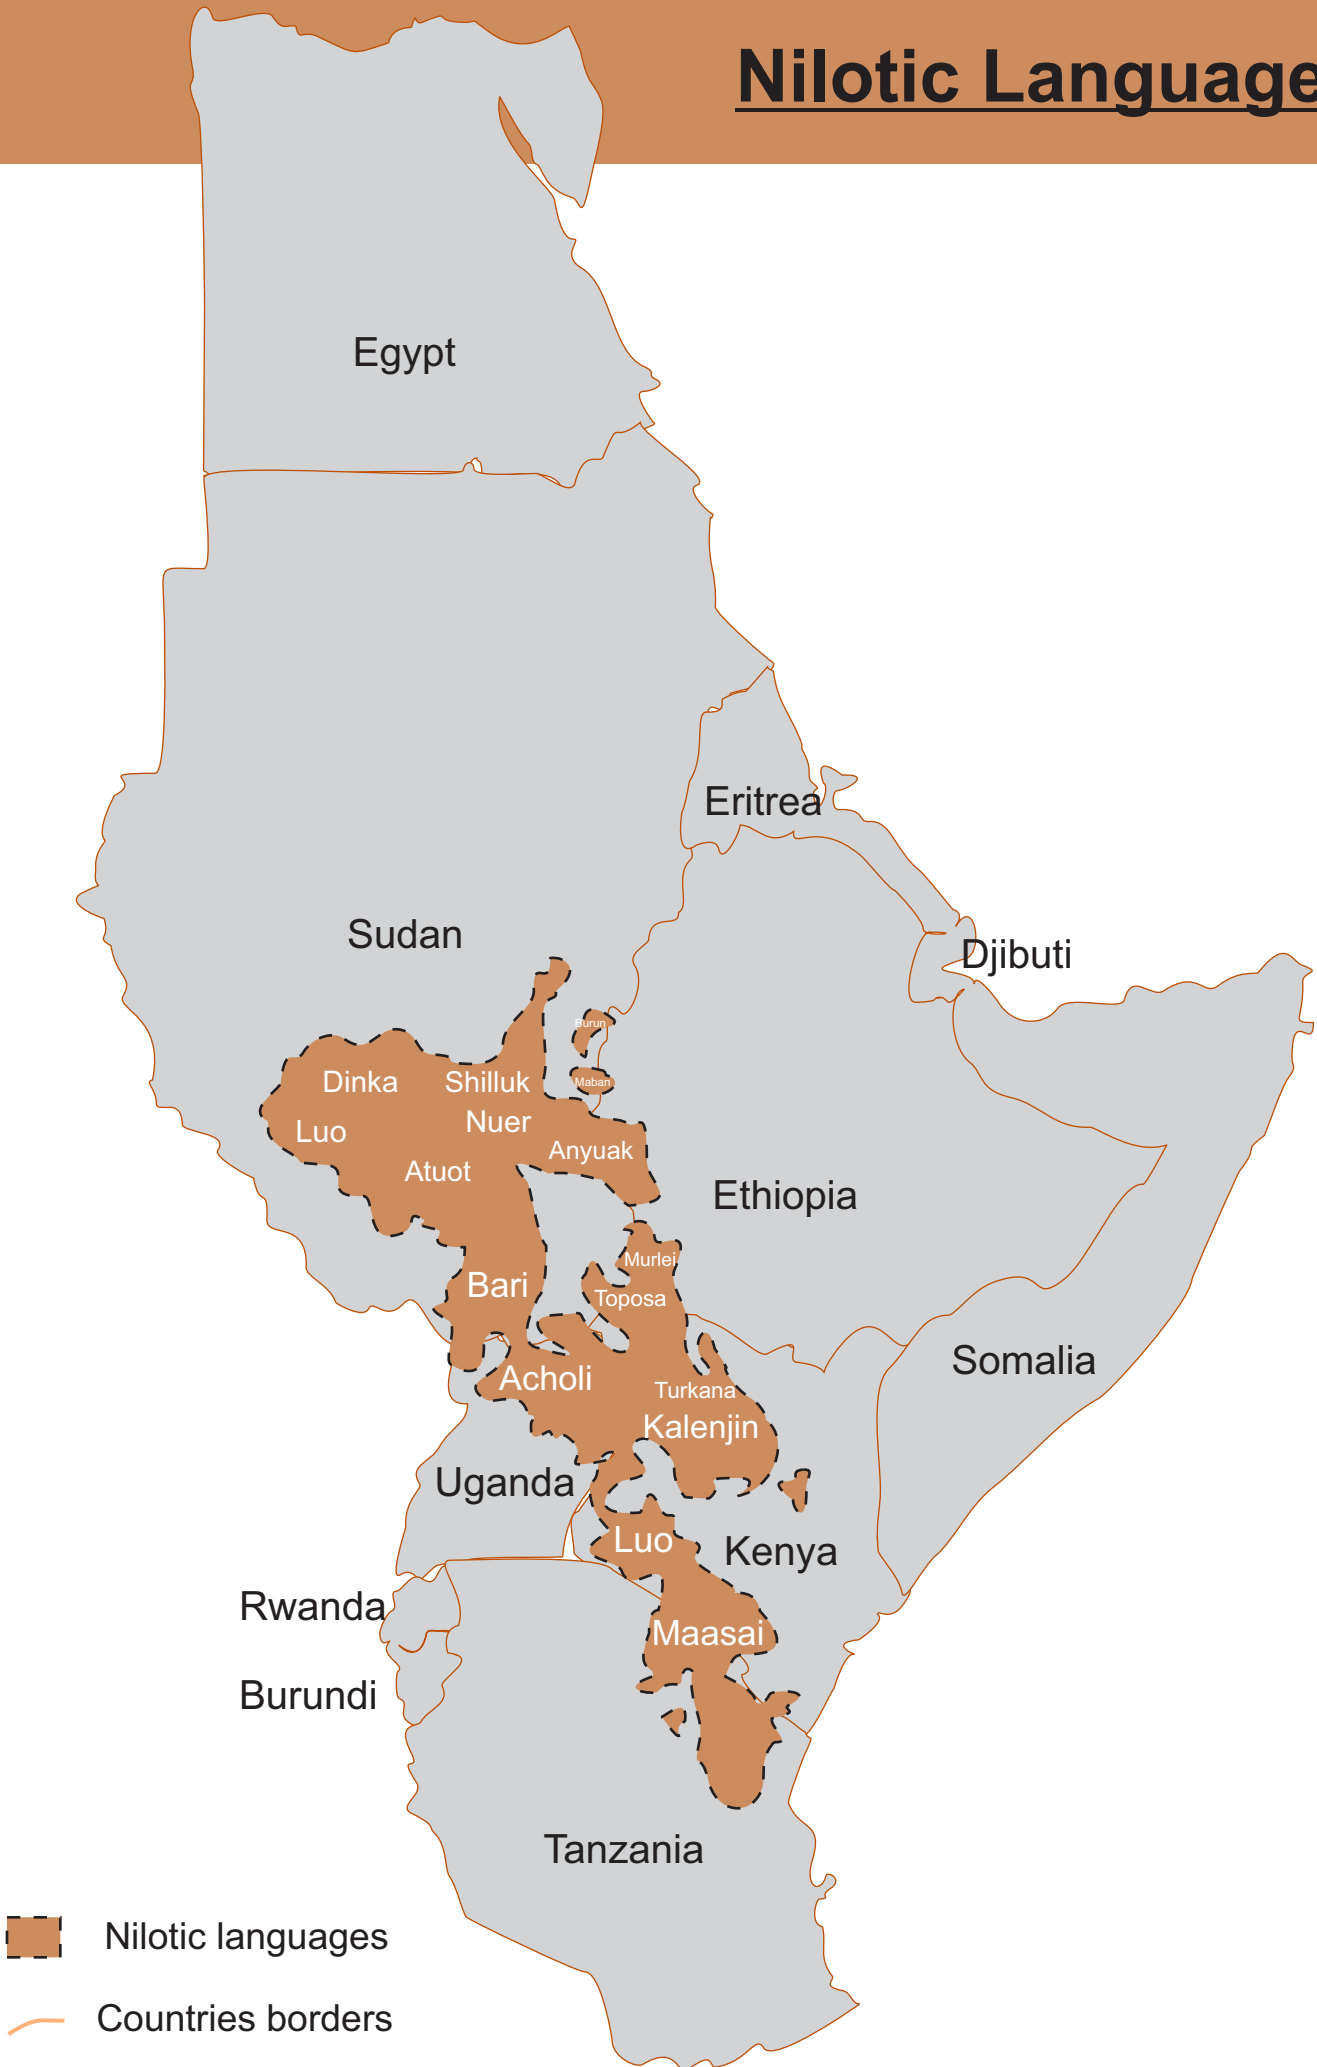 Nilotic Language
Egypt
Eritrea
Sudan
Djibuti
Burun
Maban
Dinka
Shilluk
Nuer
Luo
Anyuak
Atuot
Ethiopia
Murlei
Bari
Toposa
Somalia
Acholi
Turkana
Kalenjin
Uganda
Luo
Kenya
Rwanda
Maasai
Burundi
Tanzania
Nilotic languages
Countries borders